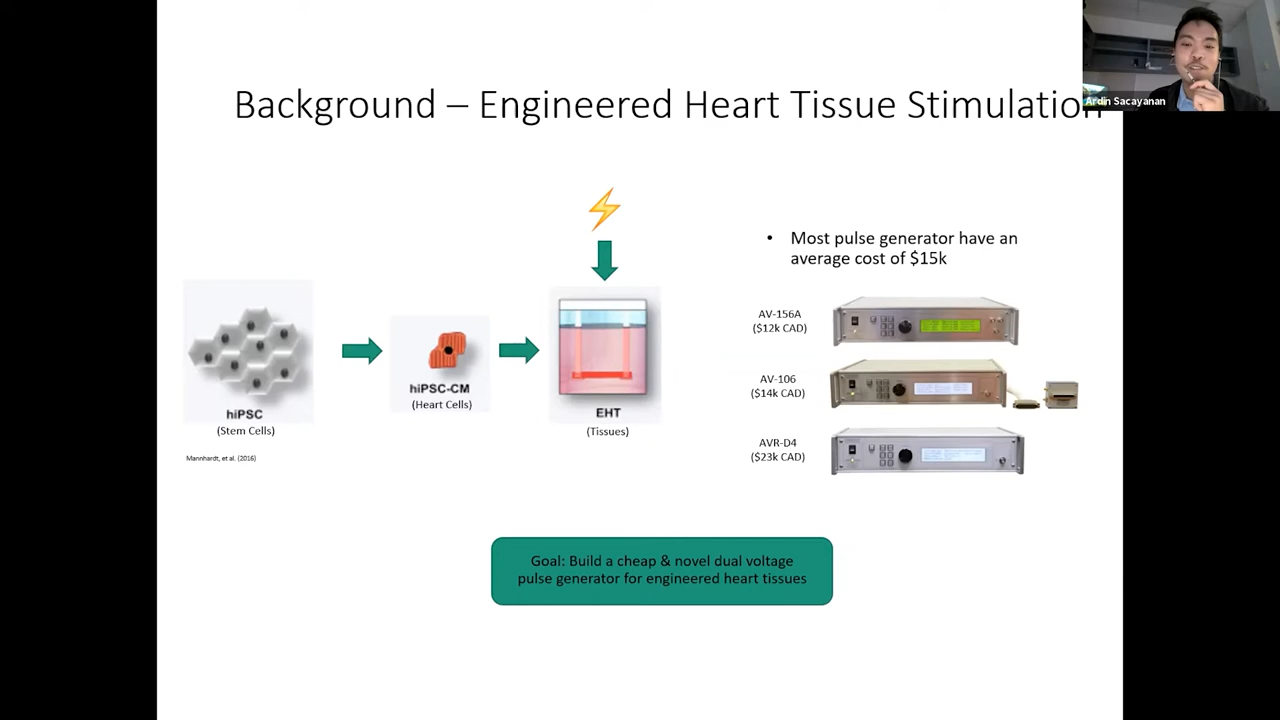 Ardin Sacayanan
Background – Engineered Heart Tissue Stimulation
• Most pulse generator have an
average cost of $15k
AV-156A
($12k CAD)
AV-106
($14k CAD)
AVR-D4
($23k CAD)
hiPSC
(Stem Cells)
hiPSC-CM
(Heart Cells)
EHT
(Tissues)
Mannhardt, et al. (2016)
Goal: Build a cheap & novel dual voltage
pulse generator for engineered heart tissues